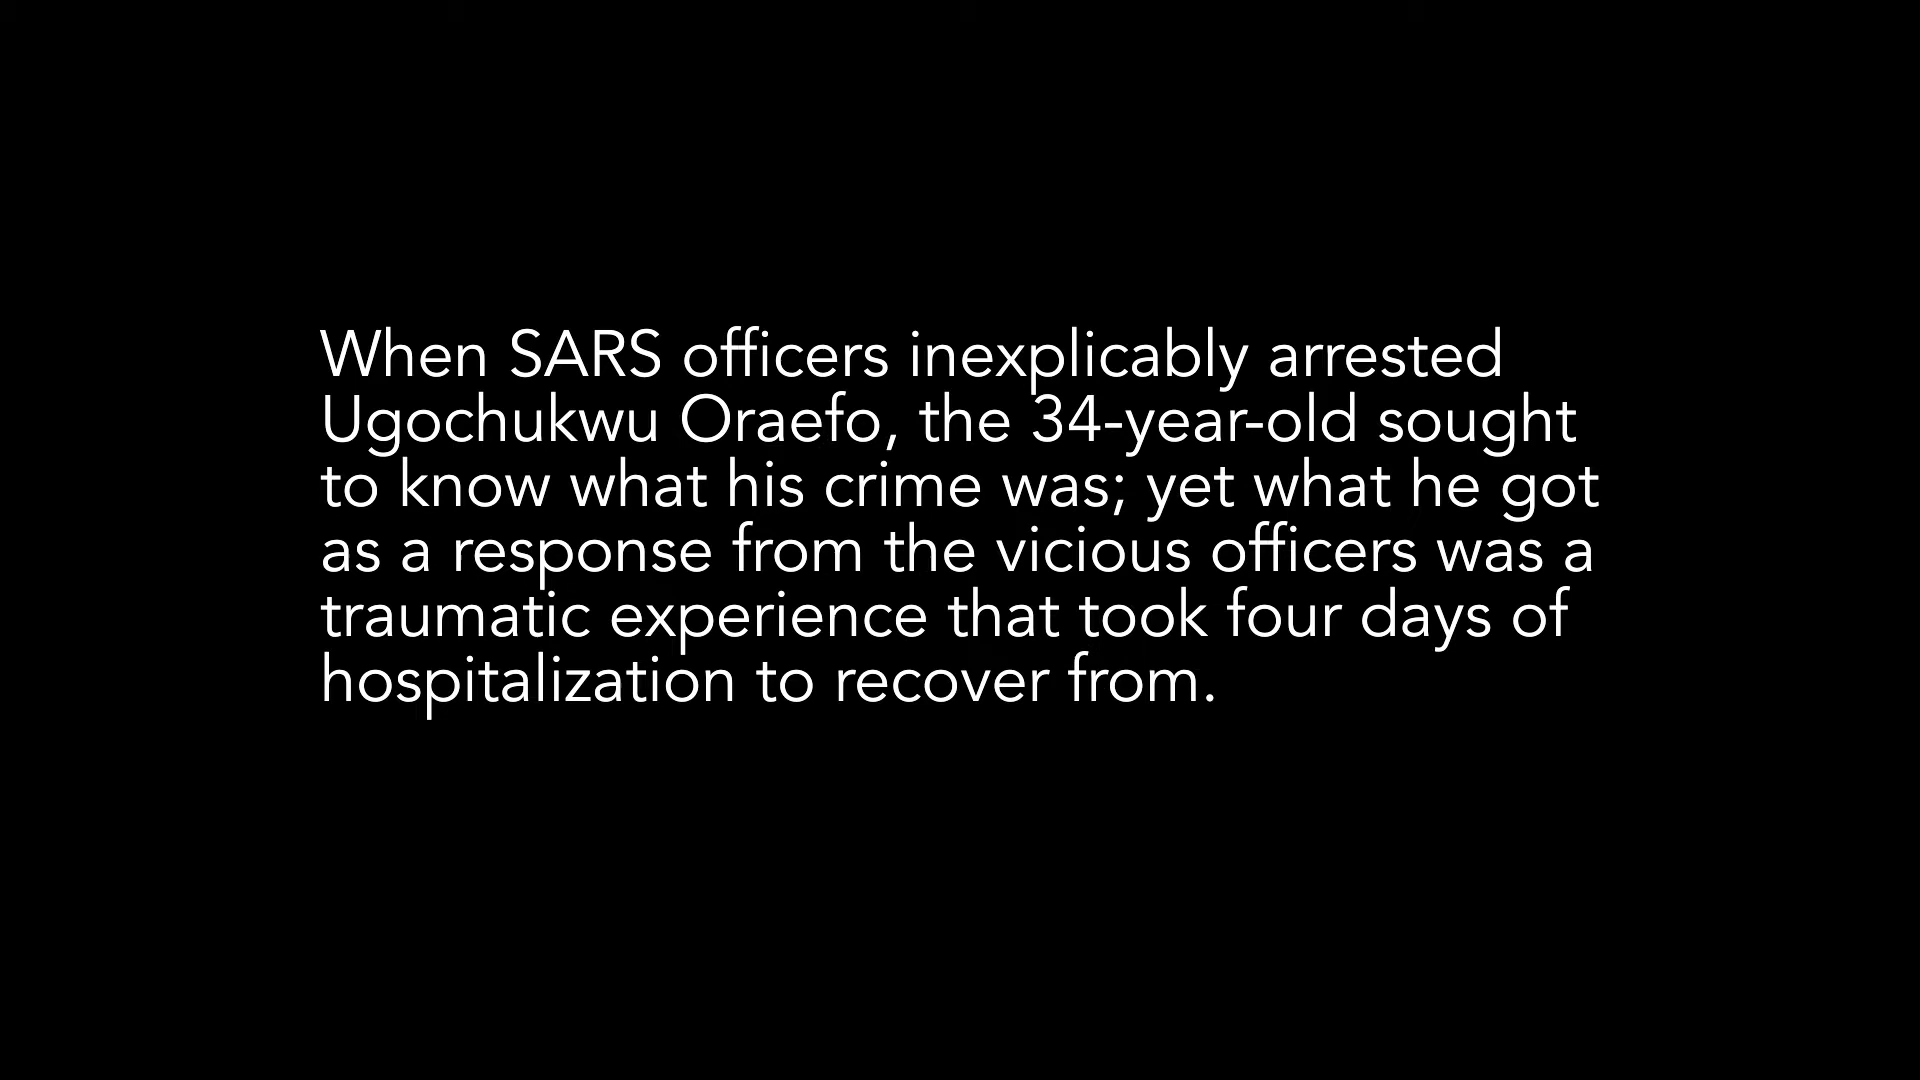 When SARS officers inexplicably arrested
Ugochukwu Oraefo, the 34-year-old sought
to know what his crime was; yet what he got
as a response from the vicious officers was a
traumatic experience that took four days of
hospitalization to recover from.